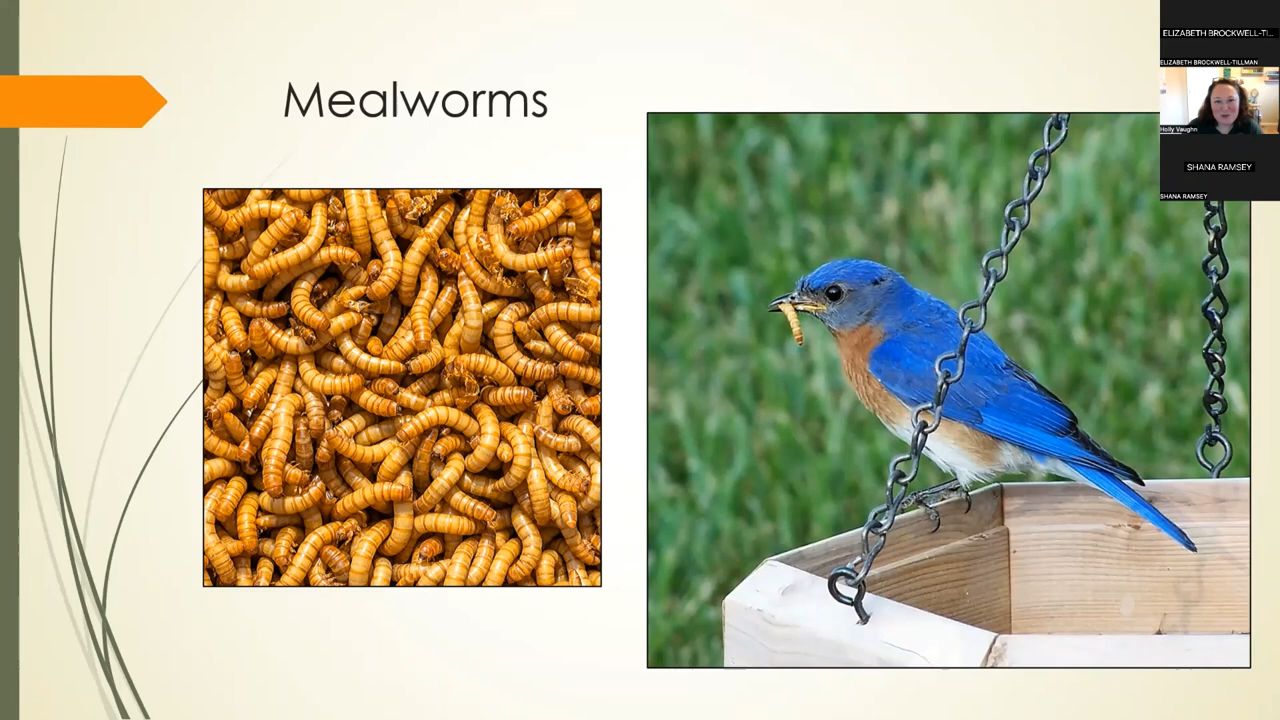 Mealworms
ELIZABETH BROCKWELL-TI...
ELIZABETH BROCKWELL-TILLMAN
Holly Vaughn
SHANA RAMSEY
SHANA RAMSEY